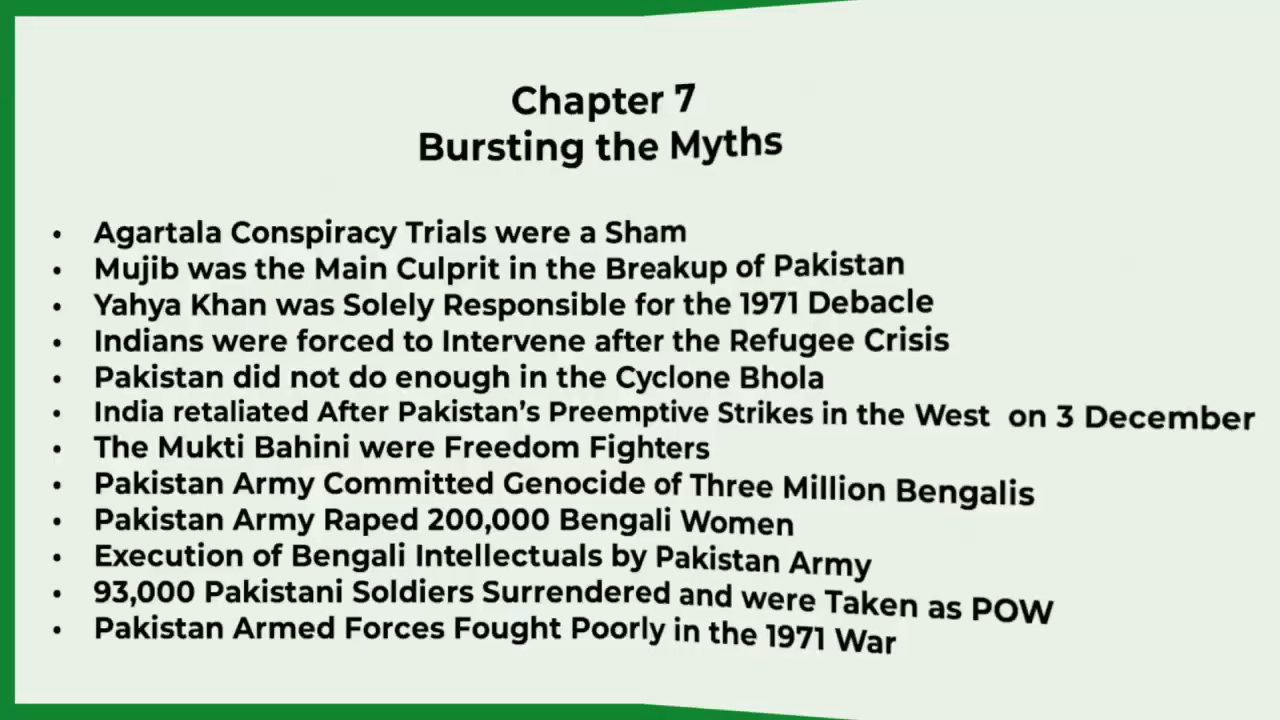 Chapter 7
Bursting the Myths
• Agartala Conspiracy Trials were a Sham
• Mujib was the Main Culprit in the Breakup of Pakistan
• Yahya Khan was Solely Responsible for the 1971 Debacle
• Indians were forced to Intervene after the Refugee Crisis
• Pakistan did not do enough in the Cyclone Bhola
• India retaliated After Pakistan's Preemptive Strikes in the West on 3 December
• The Mukti Bahini were Freedom Fighters
• Pakistan Army Committed Genocide of Three Million Bengalis
• Pakistan Army Raped 200,000 Bengali Women
• Execution of Bengali Intellectuals by Pakistan Army
• 93,000 Pakistani Soldiers Surrendered and were Taken as POW
• Pakistan Armed Forces Fought Poorly in the 1971 War